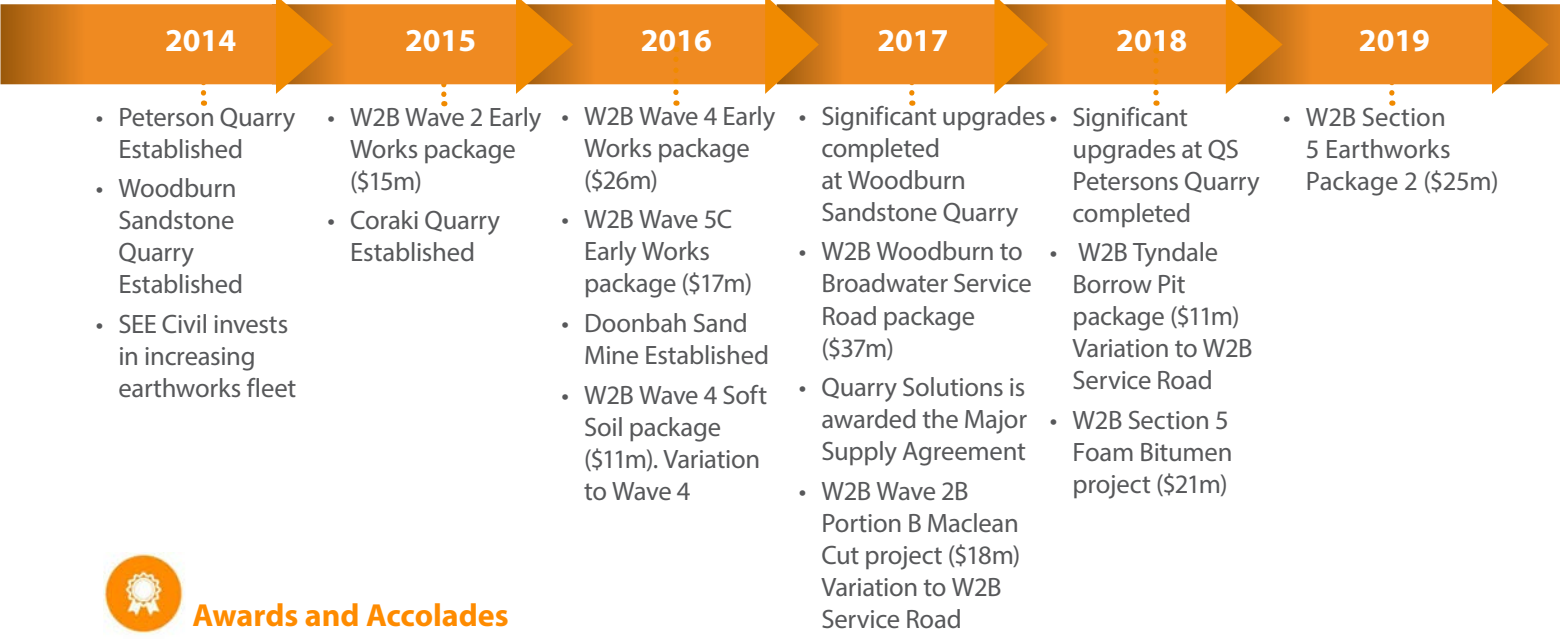 2014
• Peterson Quarry
Established
• Woodburn
Sandstone
Quarry
Established
• SEE Civil invests
in increasing
earthworks fleet
2015
• W2B Wave 2 Early
Works package
($15m)
• Coraki Quarry
Established
2016
• W2B Wave 4 Early
Works package
($26m)
• W2B Wave 5C
Early Works
package ($17m)
• Doonbah Sand
Mine Established
• W2B Wave 4 Soft
Soil package
($11m). Variation
to Wave 4
2017
• Significant upgrades
completed
at Woodburn
Sandstone Quarry
• W2B Woodburn to
Broadwater Service
Road package
($37m)
• Quarry Solutions is
awarded the Major
Supply Agreement
• W2B Wave 2B
Portion B Maclean
Cut project ($18m)
Variation to W2B
Service Road
2018
• Significant
upgrades at QS
Petersons Quarry
completed
• W2B Tyndale
Borrow Pit
package ($11m)
Variation to W2B
Service Road
• W2B Section 5
Foam Bitumen
project ($21m)
2019
• W2B Section
5 Earthworks
Package 2 ($25m)
Awards and Accolades